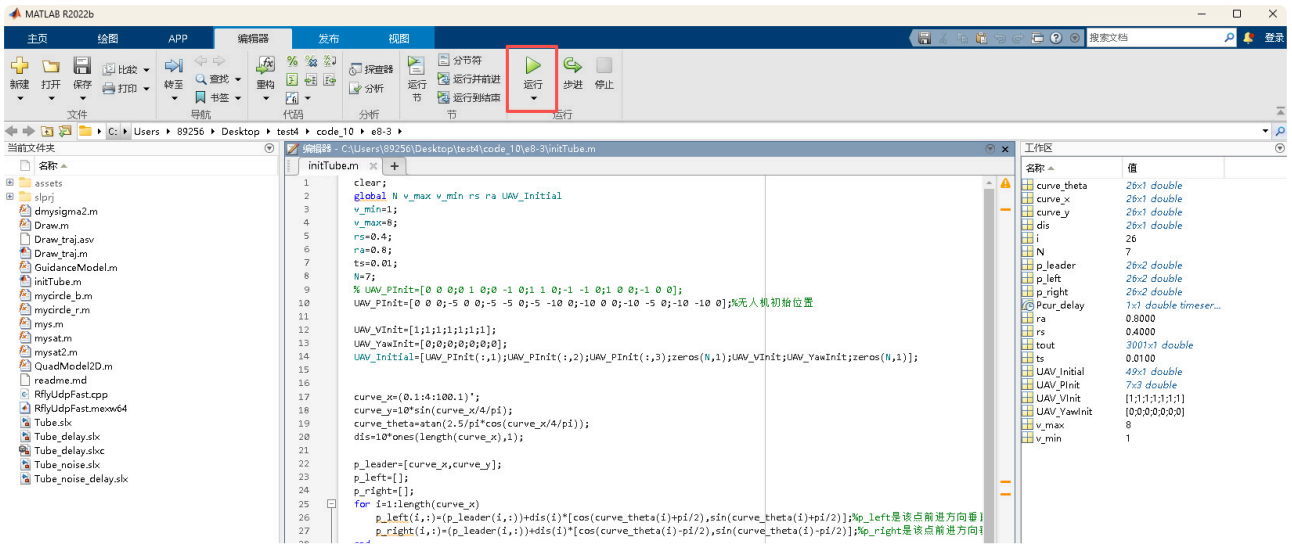 MATLAB R2022b
主页 绘图 APP 编辑器 发布 视图 搜索文档 登录
新建 打开 保存 比较 打印 转至 查找 书签 重构 探查器 分析 运行节 分节符 运行并前进 运行到结束 运行 步进 停止
文件 导航 代码 分析 节 运行
C: Users 89256 Desktop test4 code_10 e8-3
当前文件夹
名称
assets
slprj
dmysigma2.m
Draw.m
Draw_traj.asv
Draw_traj.m
GuidanceModel.m
initTube.m
mycircle_b.m
mycircle_r.m
mys.m
mysat.m
mysat2.m
QuadModel2D.m
readme.md
RflyUdpFast.cpp
RflyUdpFast.mexw64
Tube.slx
Tube_delay.slx
Tube_delay.slxc
Tube_noise.slx
Tube_noise_delay.slx
编辑器 - C:\Users\89256\Desktop\test4\code_10\e8-3\initTube.m
initTube.m
1 clear;
2 global N v_max v_min rs ra UAV_Initial
3 v_min=1;
4 v_max=8;
5 rs=0.4;
6 ra=0.8;
7 ts=0.01;
8 N=7;
9 % UAV_PInit=[0 0 0;0 1 0;0 -1 0;1 1 0;-1 -1 0;1 0 0;-1 0 0];
10 UAV_PInit=[0 0 0;-5 0 0;-5 -5 0;-5 -10 0;-10 0 0;-10 -5 0;-10 -10 0];%无人机初始位置
11
12 UAV_VInit=[1;1;1;1;1;1;1];
13 UAV_YawInit=[0;0;0;0;0;0;0];
14 UAV_Initial=[UAV_PInit(:,1);UAV_PInit(:,2);UAV_PInit(:,3);zeros(N,1);UAV_VInit;UAV_YawInit;zeros(N,1)];
15
16
17 curve_x=(0.1:4:100.1)';
18 curve_y=10*sin(curve_x/4/pi);
19 curve_theta=atan(2.5/pi*cos(curve_x/4/pi));
20 dis=10*ones(length(curve_x),1);
21
22 p_leader=[curve_x,curve_y];
23 p_left=[];
24 p_right=[];
25 for i=1:length(curve_x)
26 p_left(i,:)=(p_leader(i,:))+dis(i)*[cos(curve_theta(i)+pi/2),sin(curve_theta(i)+pi/2)];%p_left是该点前进方向垂
27 p_right(i,:)=(p_leader(i,:))+dis(i)*[cos(curve_theta(i)-pi/2),sin(curve_theta(i)-pi/2)];%p_right是该点前进方向
工作区
名称 值
curve_theta 26x1 double
curve_x 26x1 double
curve_y 26x1 double
dis 26x1 double
i 26
N 7
p_leader 26x2 double
p_left 26x2 double
p_right 26x2 double
Pcur_delay 1x1 double timeser...
ra 0.8000
rs 0.4000
tout 3001x1 double
ts 0.0100
UAV_Initial 49x1 double
UAV_PInit 7x3 double
UAV_VInit [1;1;1;1;1;1;1]
UAV_YawInit [0;0;0;0;0;0;0]
v_max 8
v_min 1